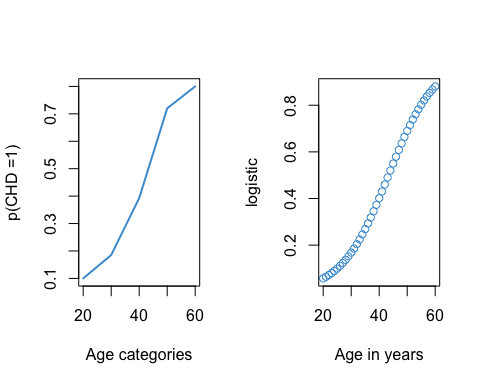 p(CHD =1)
0.1 0.3 0.5 0.7
20 40 60
Age categories
logistic
0.2 0.4 0.6 0.8
20 40 60
Age in years